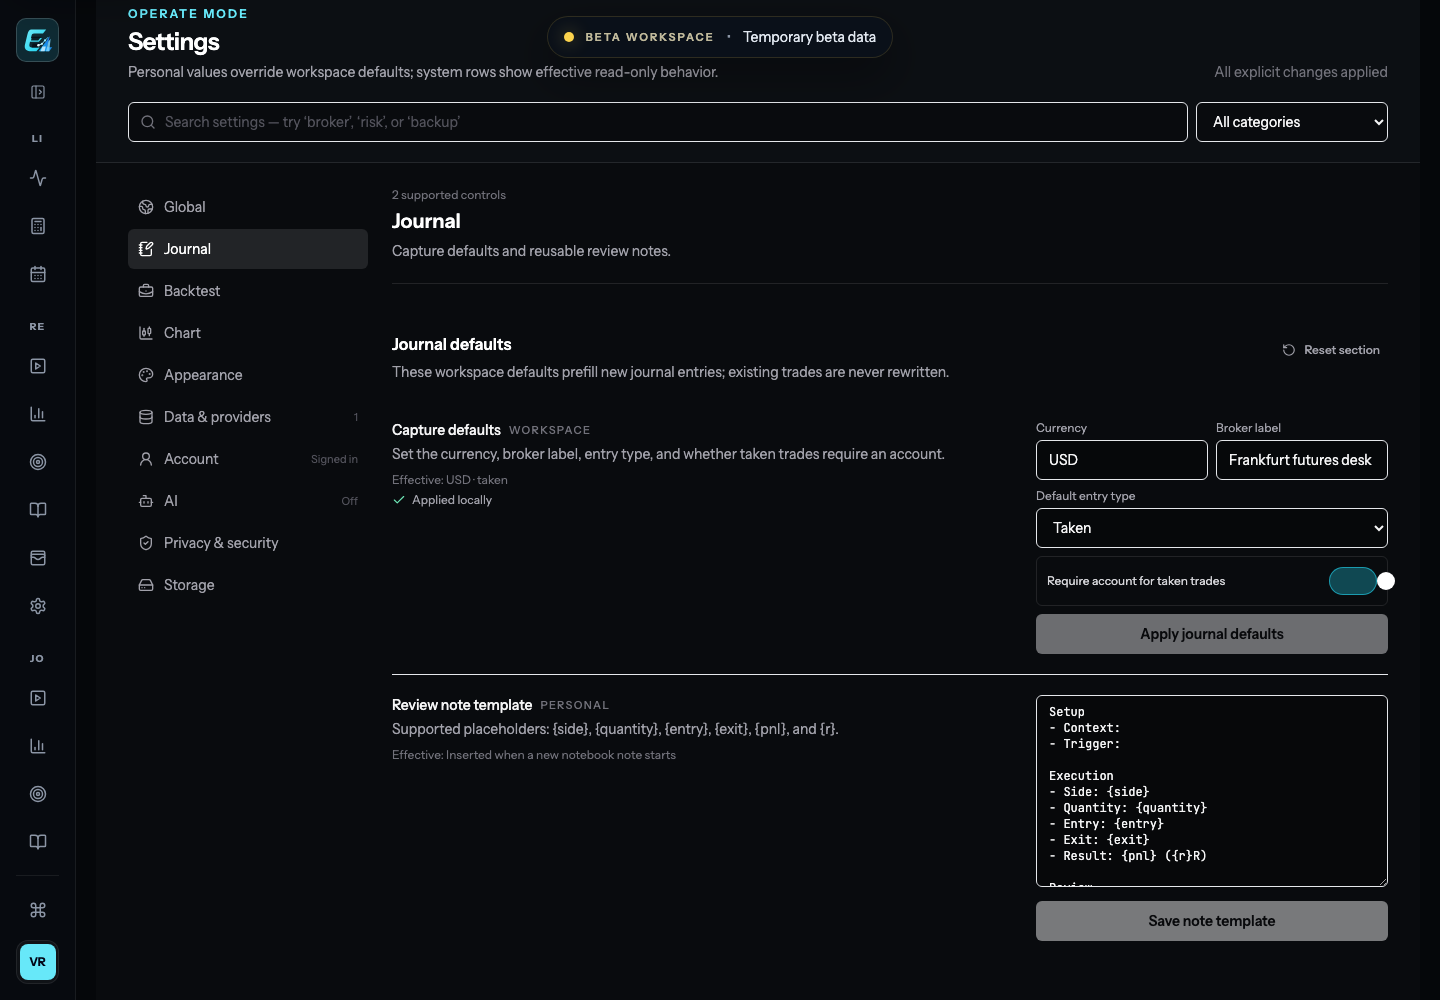 OPERATE MODE
Settings
BETA WORKSPACE • Temporary beta data
Personal values override workspace defaults; system rows show effective read-only behavior.
All explicit changes applied
Search settings — try 'broker', 'risk', or 'backup'
All categories
LI
RE
JO
VR
Global
Journal
Backtest
Chart
Appearance
Data & providers 1
Account Signed in
AI Off
Privacy & security
Storage
2 supported controls
Journal
Capture defaults and reusable review notes.
Journal defaults
Reset section
These workspace defaults prefill new journal entries; existing trades are never rewritten.
Capture defaults WORKSPACE
Set the currency, broker label, entry type, and whether taken trades require an account.
Effective: USD · taken
Applied locally
Currency
USD
Broker label
Frankfurt futures desk
Default entry type
Taken
Require account for taken trades
Apply journal defaults
Review note template PERSONAL
Supported placeholders: {side}, {quantity}, {entry}, {exit}, {pnl}, and {r}.
Effective: Inserted when a new notebook note starts
Setup
- Context:
- Trigger:
Execution
- Side: {side}
- Quantity: {quantity}
- Entry: {entry}
- Exit: {exit}
- Result: {pnl} ({r}R)
Review
Save note template